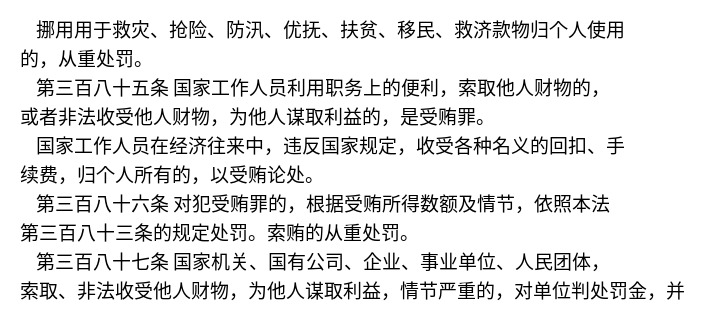 挪用用于救灾、抢险、防汛、优抚、扶贫、移民、救济款物归个人使用
的，从重处罚。
第三百八十五条 国家工作人员利用职务上的便利，索取他人财物的，
或者非法收受他人财物，为他人谋取利益的，是受贿罪。
国家工作人员在经济往来中，违反国家规定，收受各种名义的回扣、手
续费，归个人所有的，以受贿论处。
第三百八十六条 对犯受贿罪的，根据受贿所得数额及情节，依照本法
第三百八十三条的规定处罚。索贿的从重处罚。
第三百八十七条 国家机关、国有公司、企业、事业单位、人民团体，
索取、非法收受他人财物，为他人谋取利益，情节严重的，对单位判处罚金，并